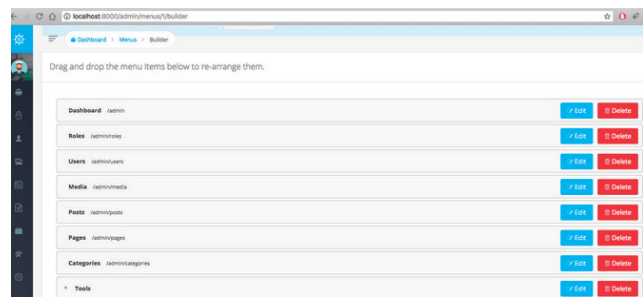 localhost:8000/admin/menus/1/builder
Dashboard > Menus > Builder
Drag and drop the menu items below to re-arrange them.
Dashboard /admin Edit Delete
Roles /admin/roles Edit Delete
Users /admin/users Edit Delete
Media /admin/media Edit Delete
Posts /admin/posts Edit Delete
Pages /admin/pages Edit Delete
Categories /admin/categories Edit Delete
Tools Edit Delete